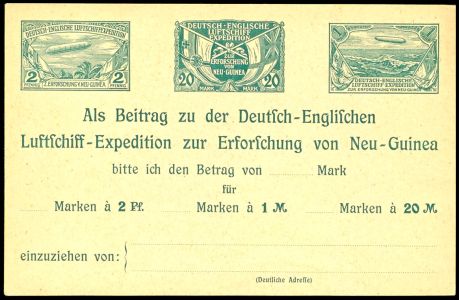 DEUTSCH-ENGLISCHE LUFTSCHIFFEXPEDITION
2 2
PFENNIG PFENNIG
Z. ERFORSCHUNG V. NEU-GUINEA
DEUTSCH-ENGLISCHE
LUFTSCHIFF
EXPEDITION
ZUR
ERFORSCHUNG
VON
NEU-GUINEA
20 20
MARK MARK
1 1
DEUTSCH-ENGLISCHE
LUFTSCHIFF EXPEDITION
ZUR ERFORSCHUNG VON NEU-GUINEA
Als Beitrag zu der Deutſch-Engliſchen
Luftſchiff-Expedition zur Erforſchung von Neu-Guinea
bitte ich den Betrag von ........ Mark
für
........ Marken à 2 Pf. ........ Marken à 1 M. ........ Marken à 20 M.
einzuziehen von:
(Deutliche Adreſſe)